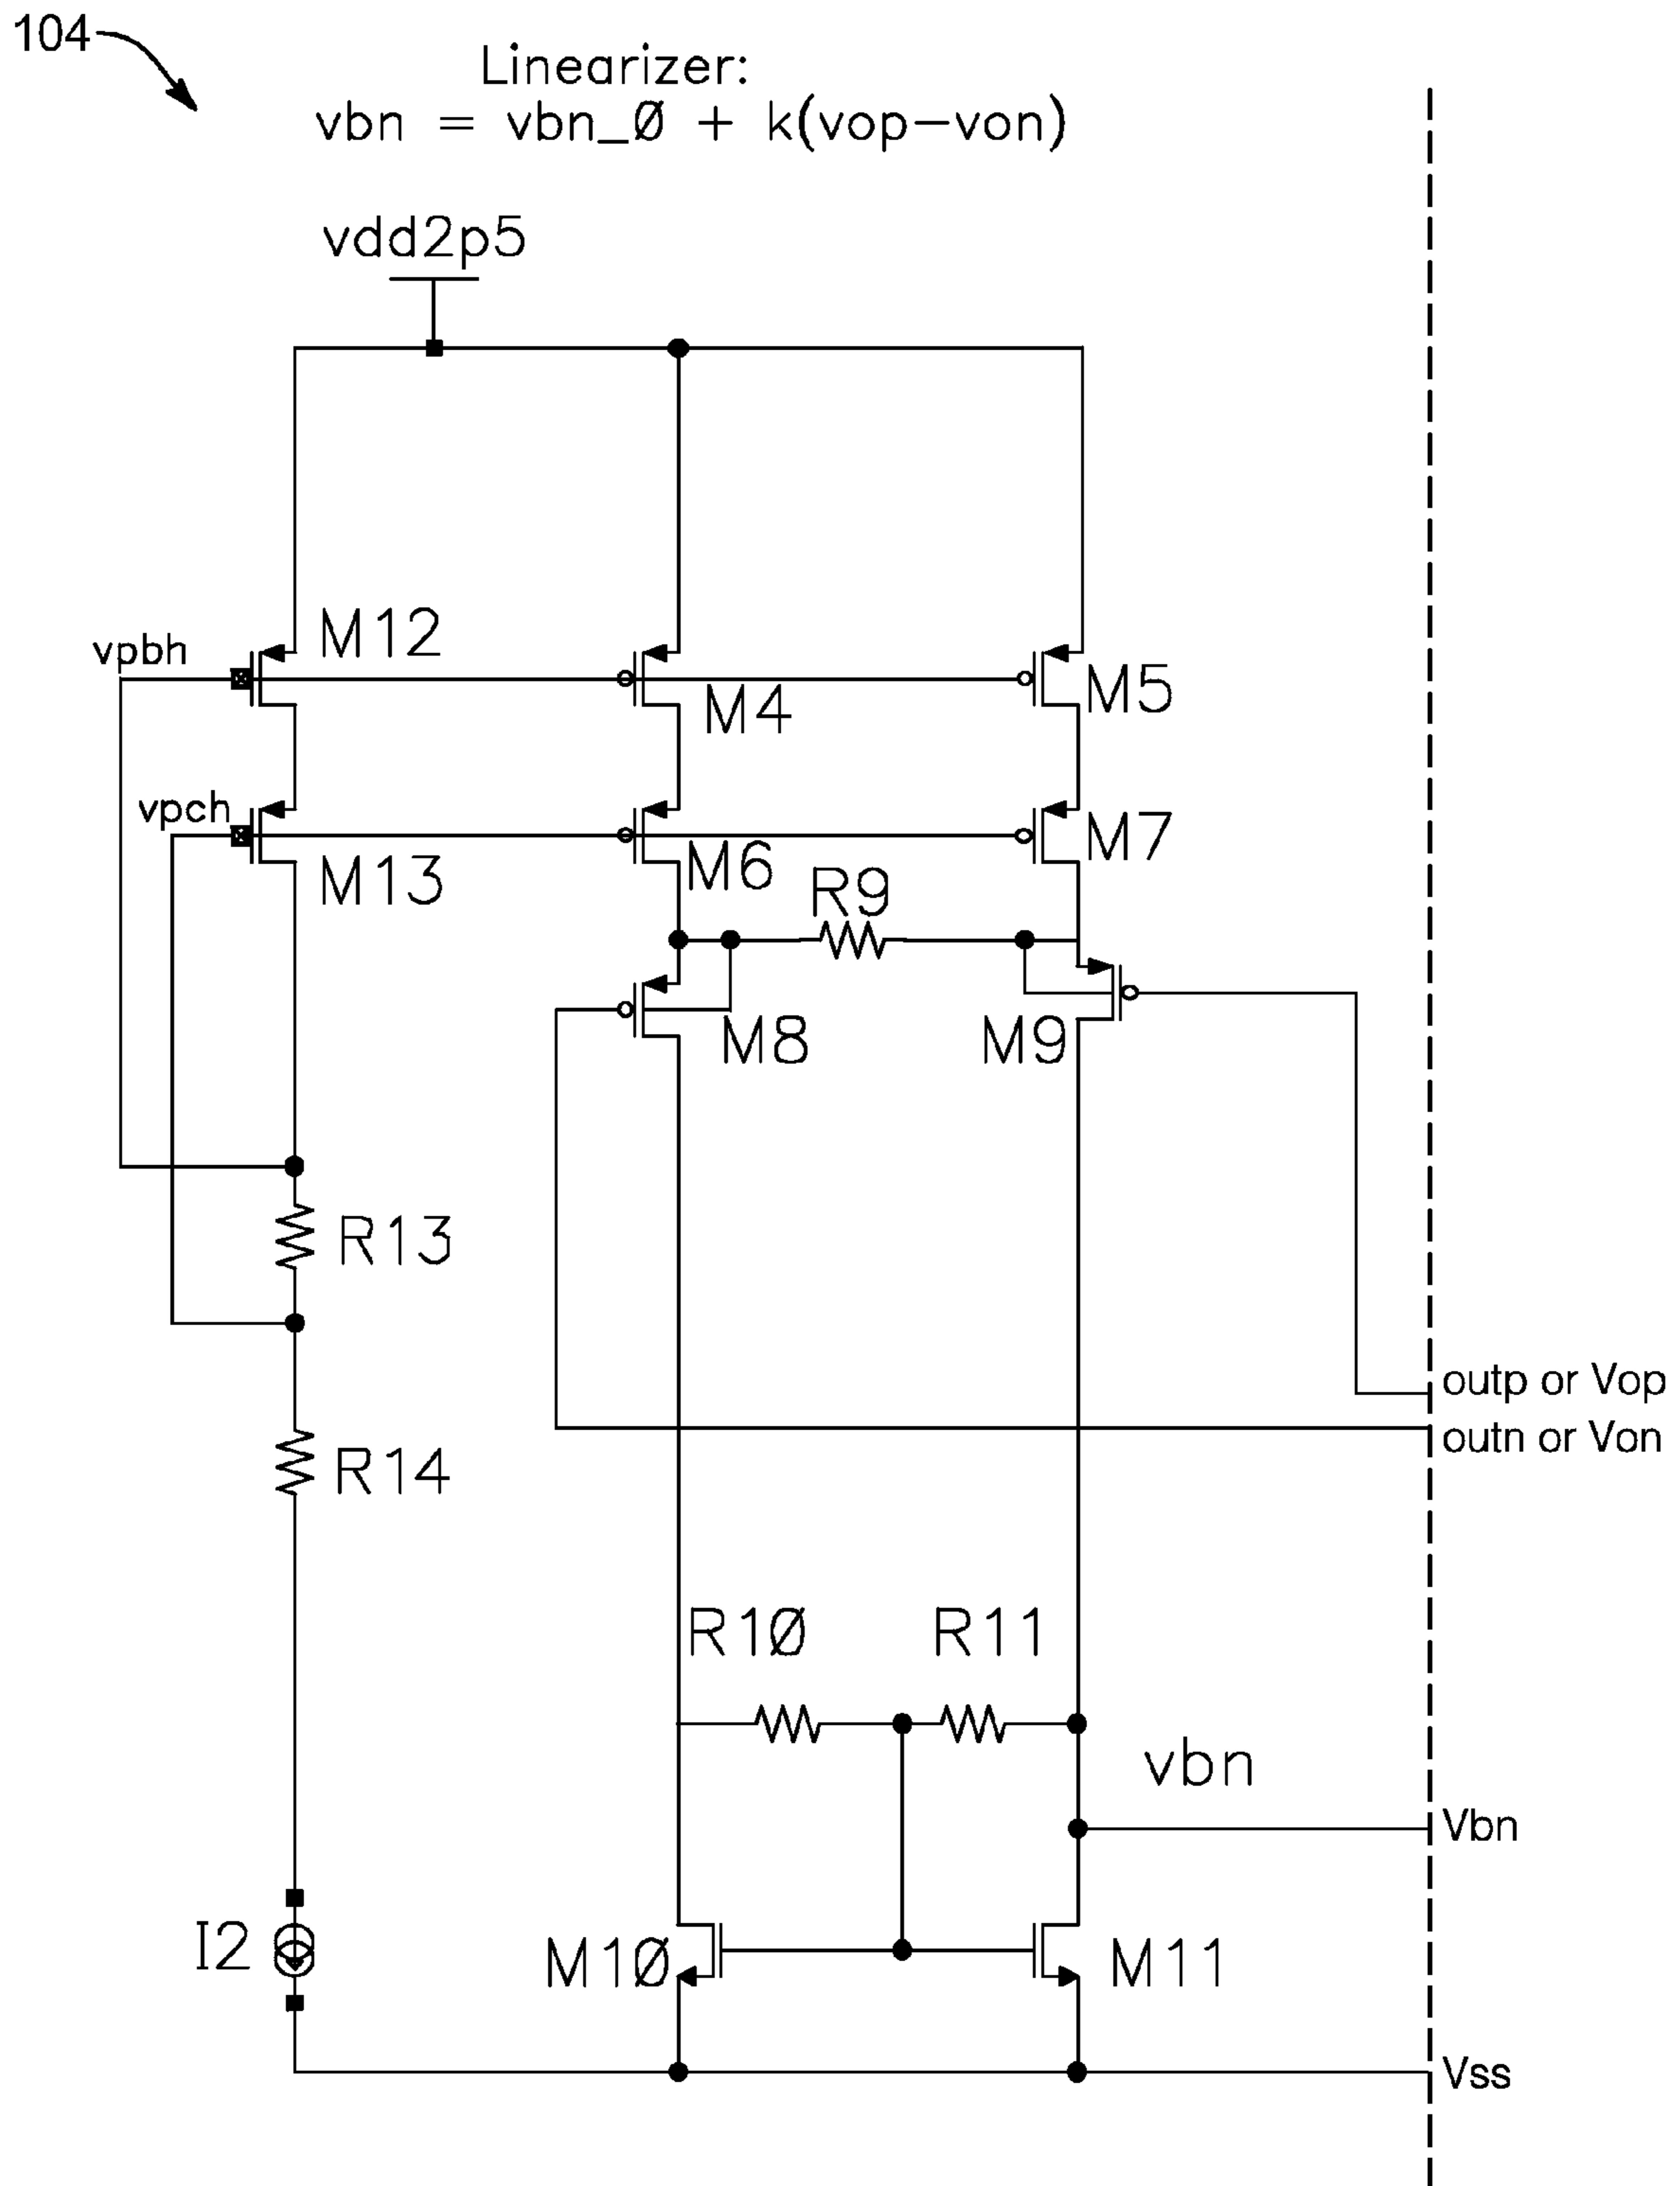 104
Linearizer:
vbn = vbn_Ø + k(vop-von)
vdd2p5
vpbh
M12
M4
M5
vpch
M13
M6
M7
R9
M8
M9
R13
outp or Vop
outn or Von
R14
R1Ø
R11
vbn
Vbn
I2
M1Ø
M11
Vss